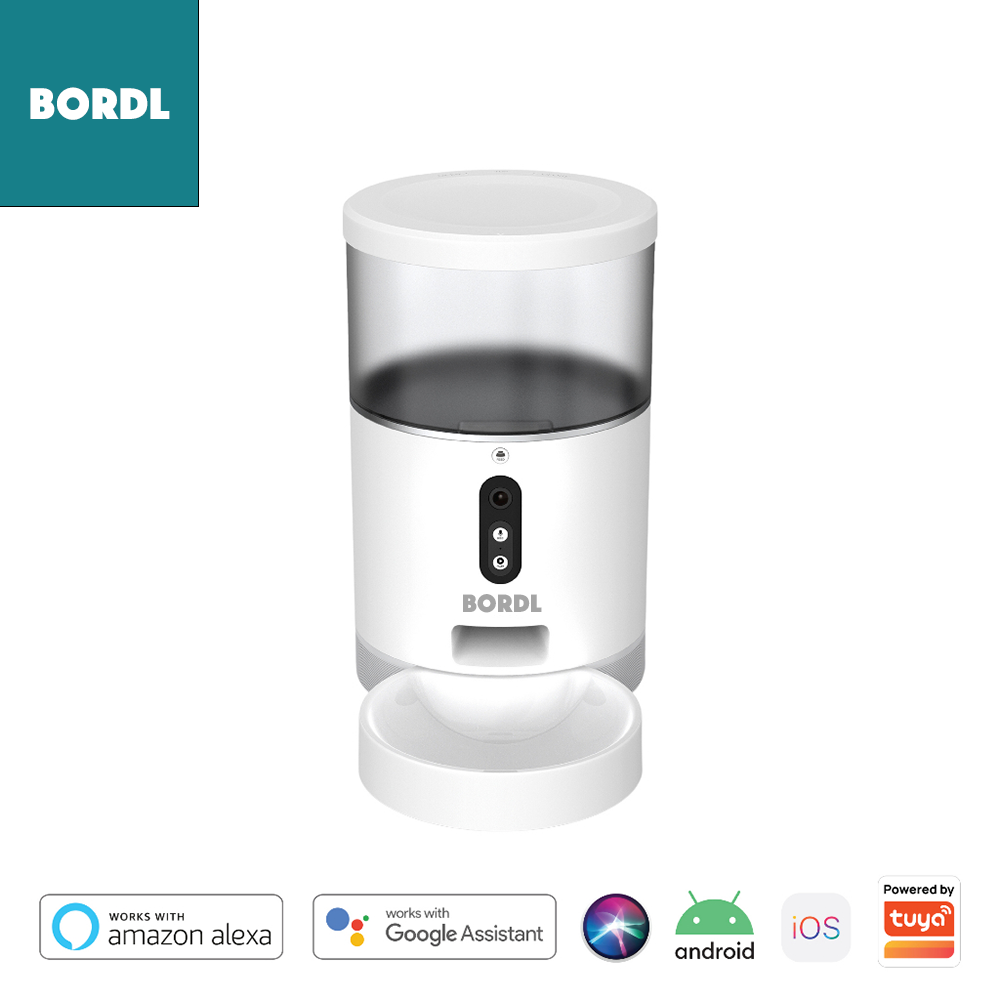 BORDL
BORDL
WORKS WITH
amazon alexa
works with
Google Assistant
android
iOS
Powered by
tuya